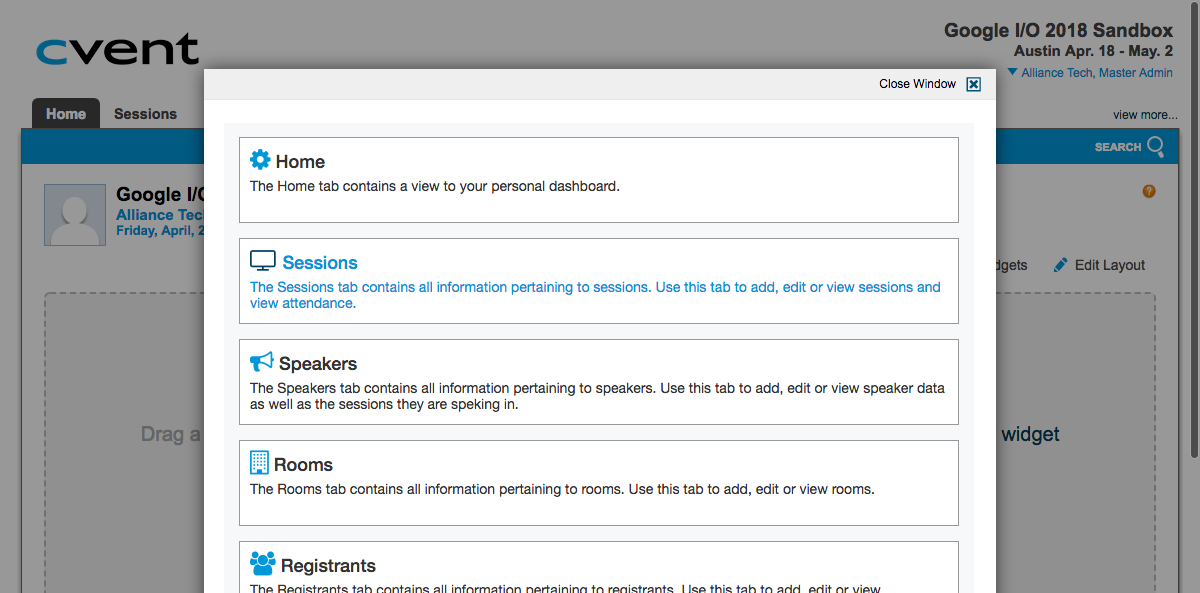 cvent
Google I/O 2018 Sandbox
Austin Apr. 18 - May. 2
Alliance Tech, Master Admin
Close Window
Home
Sessions
view more...
SEARCH
Google I/O
Alliance Tec
Friday, April, 2
?
dgets
Edit Layout
Drag a
widget
Home
The Home tab contains a view to your personal dashboard.
Sessions
The Sessions tab contains all information pertaining to sessions. Use this tab to add, edit or view sessions and
view attendance.
Speakers
The Speakers tab contains all information pertaining to speakers. Use this tab to add, edit or view speaker data
as well as the sessions they are speking in.
Rooms
The Rooms tab contains all information pertaining to rooms. Use this tab to add, edit or view rooms.
Registrants
The Registrants tab contains all information pertaining to registrants. Use this tab to add, edit or view